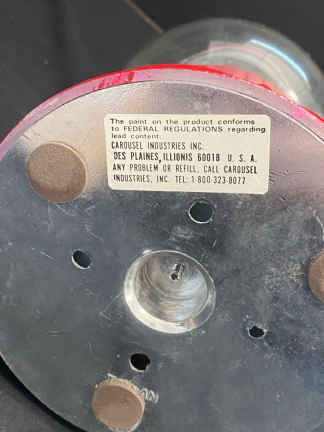 The paint on the product conforms
to FEDERAL REGULATIONS regarding
lead content.
CAROUSEL INDUSTRIES INC.
DES PLAINES, ILLIONIS 60018 U. S. A.
ANY PROBLEM OR REFILL, CALL CAROUSEL
INDUSTRIES, INC. TEL: 1-800-323-8077